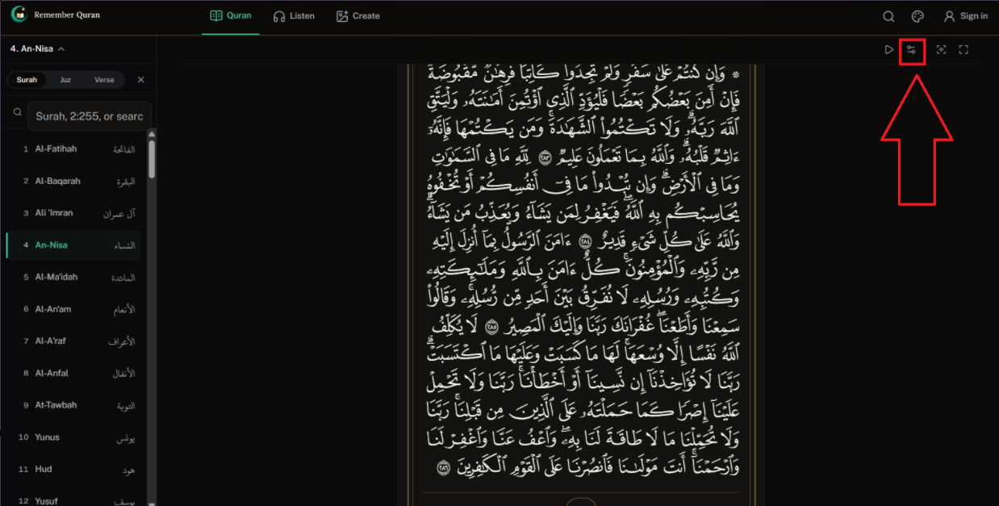 Remember Quran
Quran
Listen
Create
Sign in
4. An-Nisa
Surah
Juz
Verse
Surah, 2:255, or searc
1 Al-Fatihah الفاتحة
2 Al-Baqarah البقرة
3 Ali 'Imran آل عمران
4 An-Nisa النساء
5 Al-Ma'idah المائدة
6 Al-An'am الأنعام
7 Al-A'raf الأعراف
8 Al-Anfal الأنفال
9 At-Tawbah التوبة
10 Yunus يونس
11 Hud هود
12 Yusuf يوسف
۞ وَإِن كُنتُمْ عَلَىٰ سَفَرٍ وَلَمْ تَجِدُوا۟ كَاتِبًا فَرِهَـٰنٌ مَّقْبُوضَةٌ
فَإِنْ أَمِنَ بَعْضُكُم بَعْضًا فَلْيُؤَدِّ ٱلَّذِى ٱؤْتُمِنَ أَمَـٰنَتَهُۥ وَلْيَتَّقِ
ٱللَّهَ رَبَّهُۥ ۗ وَلَا تَكْتُمُوا۟ ٱلشَّهَـٰدَةَ ۚ وَمَن يَكْتُمْهَا فَإِنَّهُۥٓ
ءَاثِمٌ قَلْبُهُۥ ۗ وَٱللَّهُ بِمَا تَعْمَلُونَ عَلِيمٌ ٢٨٣ لِّلَّهِ مَا فِى ٱلسَّمَـٰوَٰتِ
وَمَا فِى ٱلْأَرْضِ ۗ وَإِن تُبْدُوا۟ مَا فِىٓ أَنفُسِكُمْ أَوْ تُخْفُوهُ
يُحَاسِبْكُم بِهِ ٱللَّهُ ۖ فَيَغْفِرُ لِمَن يَشَآءُ وَيُعَذِّبُ مَن يَشَآءُ ۗ
وَٱللَّهُ عَلَىٰ كُلِّ شَىْءٍ قَدِيرٌ ٢٨٤ ءَامَنَ ٱلرَّسُولُ بِمَآ أُنزِلَ إِلَيْهِ
مِن رَّبِّهِۦ وَٱلْمُؤْمِنُونَ ۚ كُلٌّ ءَامَنَ بِٱللَّهِ وَمَلَـٰٓئِكَتِهِۦ
وَكُتُبِهِۦ وَرُسُلِهِۦ لَا نُفَرِّقُ بَيْنَ أَحَدٍ مِّن رُّسُلِهِۦ ۚ وَقَالُوا۟
سَمِعْنَا وَأَطَعْنَا ۖ غُفْرَانَكَ رَبَّنَا وَإِلَيْكَ ٱلْمَصِيرُ ٢٨٥ لَا يُكَلِّفُ
ٱللَّهُ نَفْسًا إِلَّا وُسْعَهَا ۚ لَهَا مَا كَسَبَتْ وَعَلَيْهَا مَا ٱكْتَسَبَتْ ۗ
رَبَّنَا لَا تُؤَاخِذْنَآ إِن نَّسِينَآ أَوْ أَخْطَأْنَا ۚ رَبَّنَا وَلَا تَحْمِلْ
عَلَيْنَآ إِصْرًا كَمَا حَمَلْتَهُۥ عَلَى ٱلَّذِينَ مِن قَبْلِنَا ۚ رَبَّنَا
وَلَا تُحَمِّلْنَا مَا لَا طَاقَةَ لَنَا بِهِۦ ۖ وَٱعْفُ عَنَّا وَٱغْفِرْ لَنَا
وَٱرْحَمْنَآ ۚ أَنتَ مَوْلَىٰنَا فَٱنصُرْنَا عَلَى ٱلْقَوْمِ ٱلْكَـٰفِرِينَ ٢٨٦